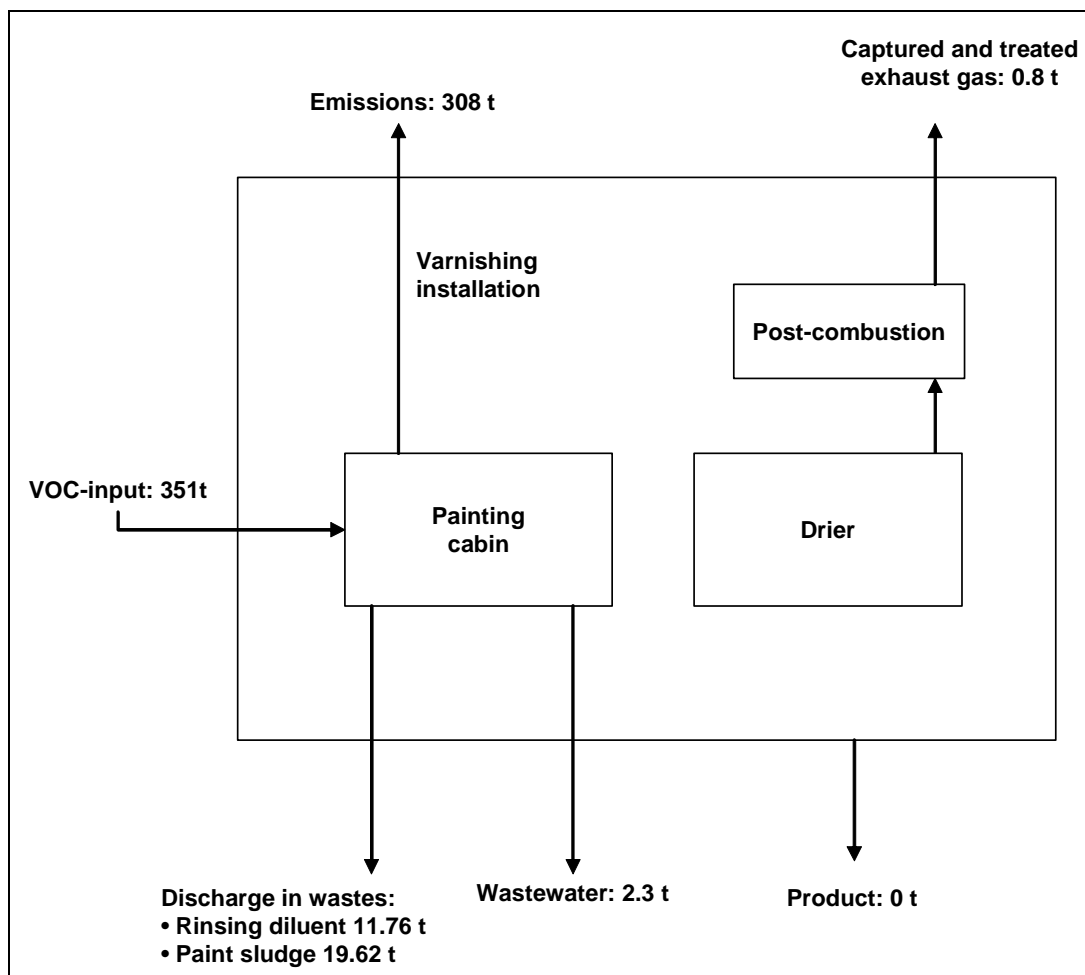 Captured and treated
exhaust gas: 0.8 t
Emissions: 308 t
Varnishing
installation
Post-combustion
VOC-input: 351t
Painting
cabin
Drier
Discharge in wastes:
• Rinsing diluent 11.76 t
• Paint sludge 19.62 t
Wastewater: 2.3 t
Product: 0 t